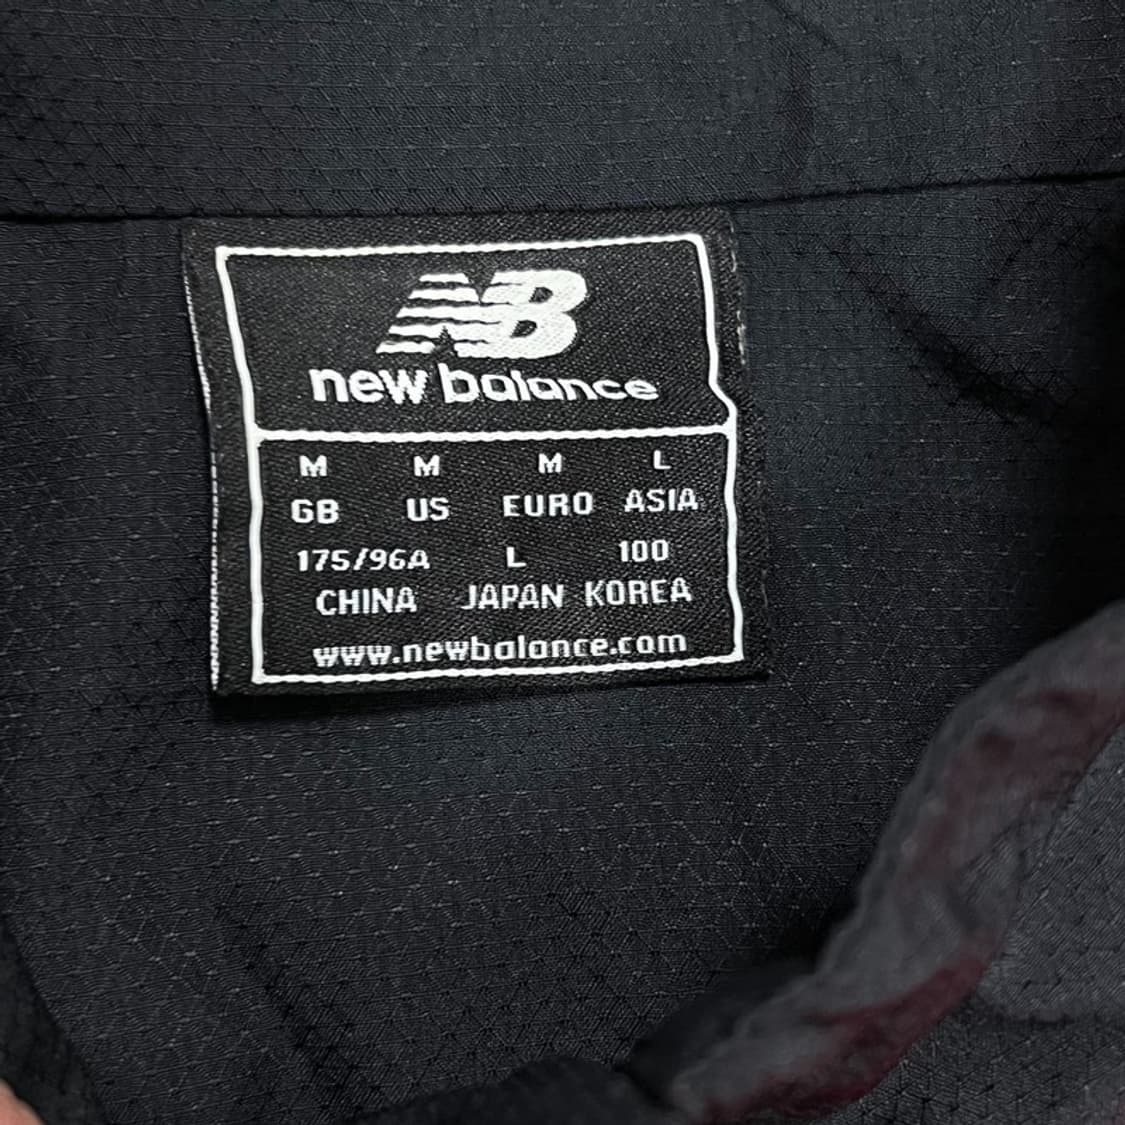 NB
new balance
M M M L
GB US EURO ASIA
175/96A L 100
CHINA JAPAN KOREA
www.newbalance.com